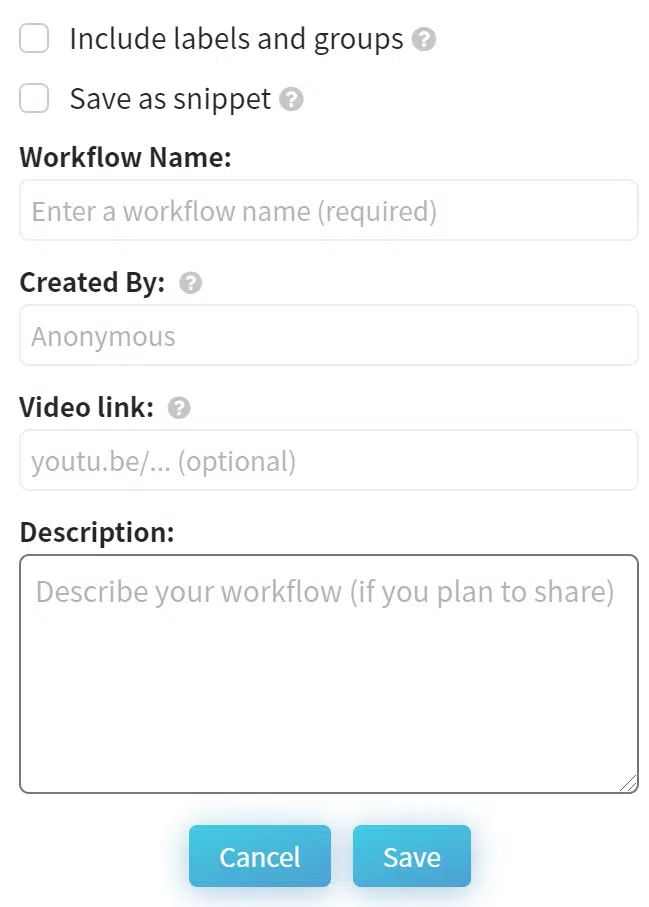 Include labels and groups ?
Save as snippet ?
Workflow Name:
Enter a workflow name (required)
Created By: ?
Anonymous
Video link: ?
youtu.be/... (optional)
Description:
Describe your workflow (if you plan to share)
Cancel Save